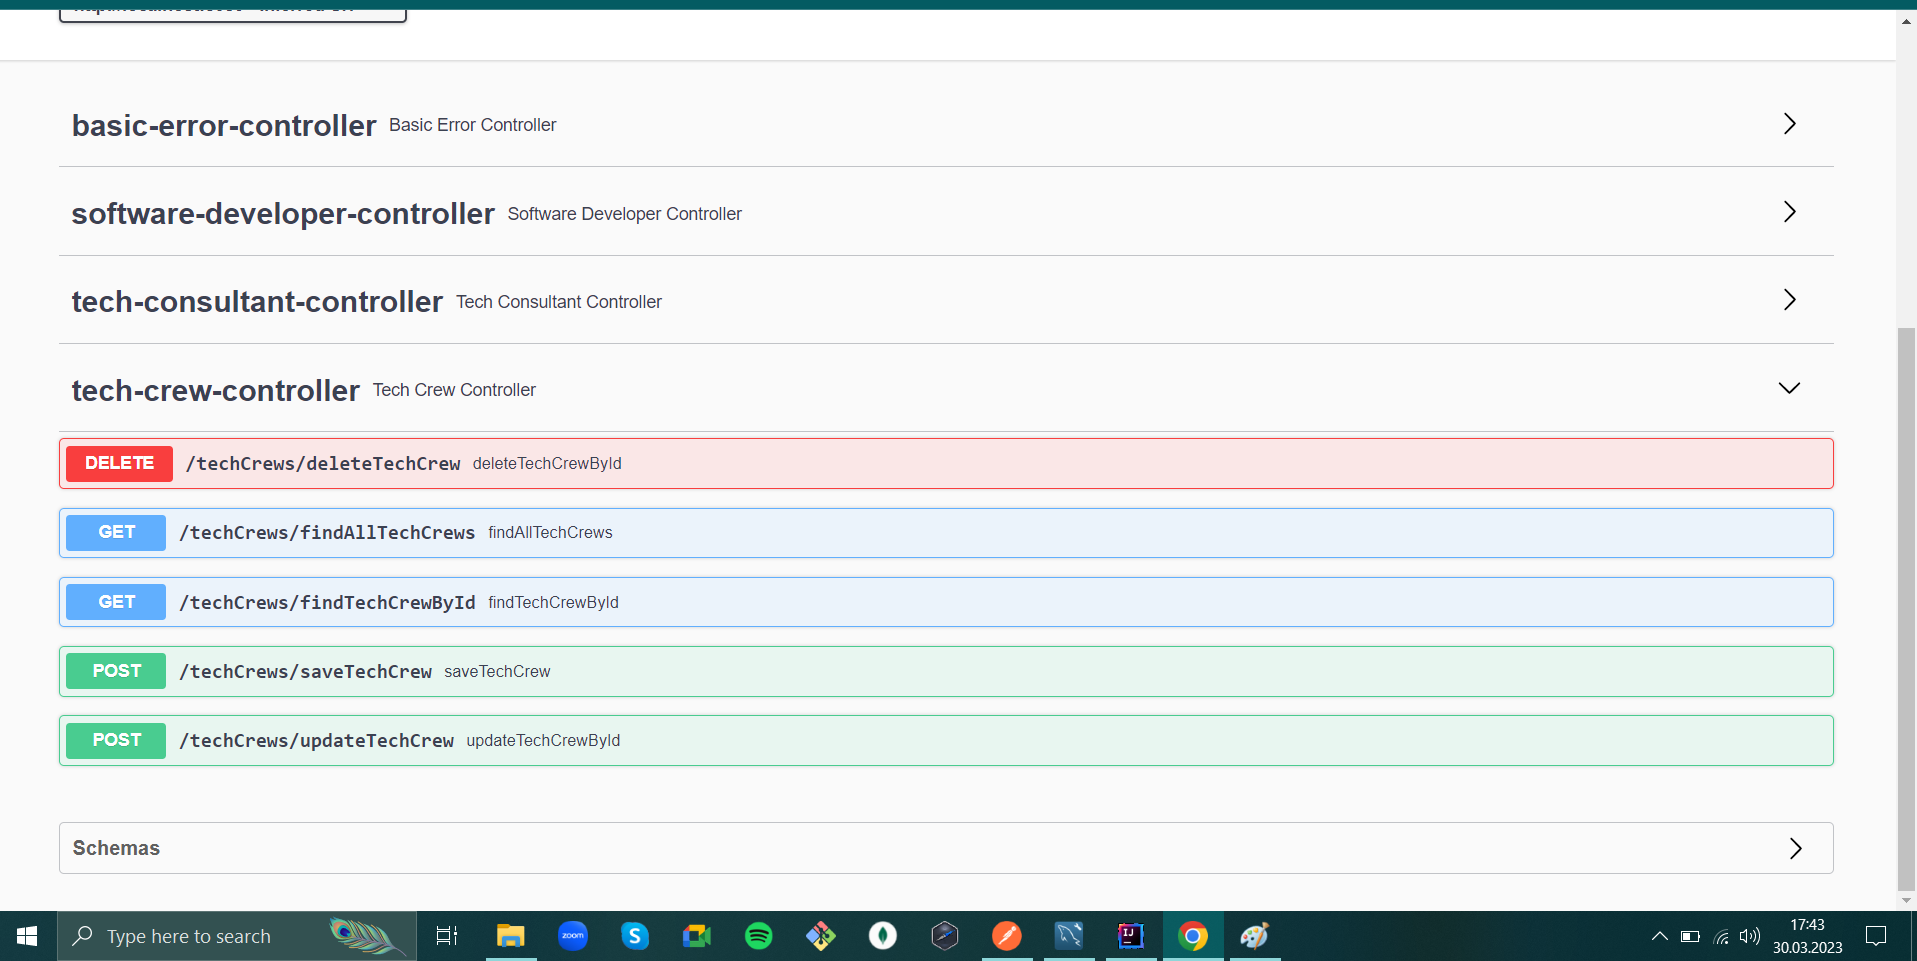 basic-error-controller Basic Error Controller
software-developer-controller Software Developer Controller
tech-consultant-controller Tech Consultant Controller
tech-crew-controller Tech Crew Controller
DELETE /techCrews/deleteTechCrew deleteTechCrewById
GET /techCrews/findAllTechCrews findAllTechCrews
GET /techCrews/findTechCrewById findTechCrewById
POST /techCrews/saveTechCrew saveTechCrew
POST /techCrews/updateTechCrew updateTechCrewById
Schemas
Type here to search
zoom
S
IJ
17:43
30.03.2023